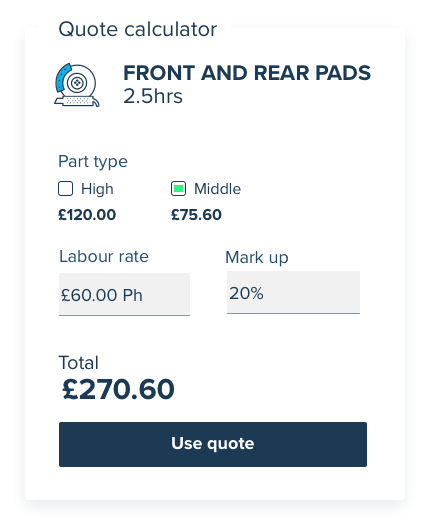 Quote calculator
FRONT AND REAR PADS
2.5hrs
Part type
High
Middle
£120.00
£75.60
Labour rate
Mark up
£60.00 Ph
20%
Total
£270.60
Use quote